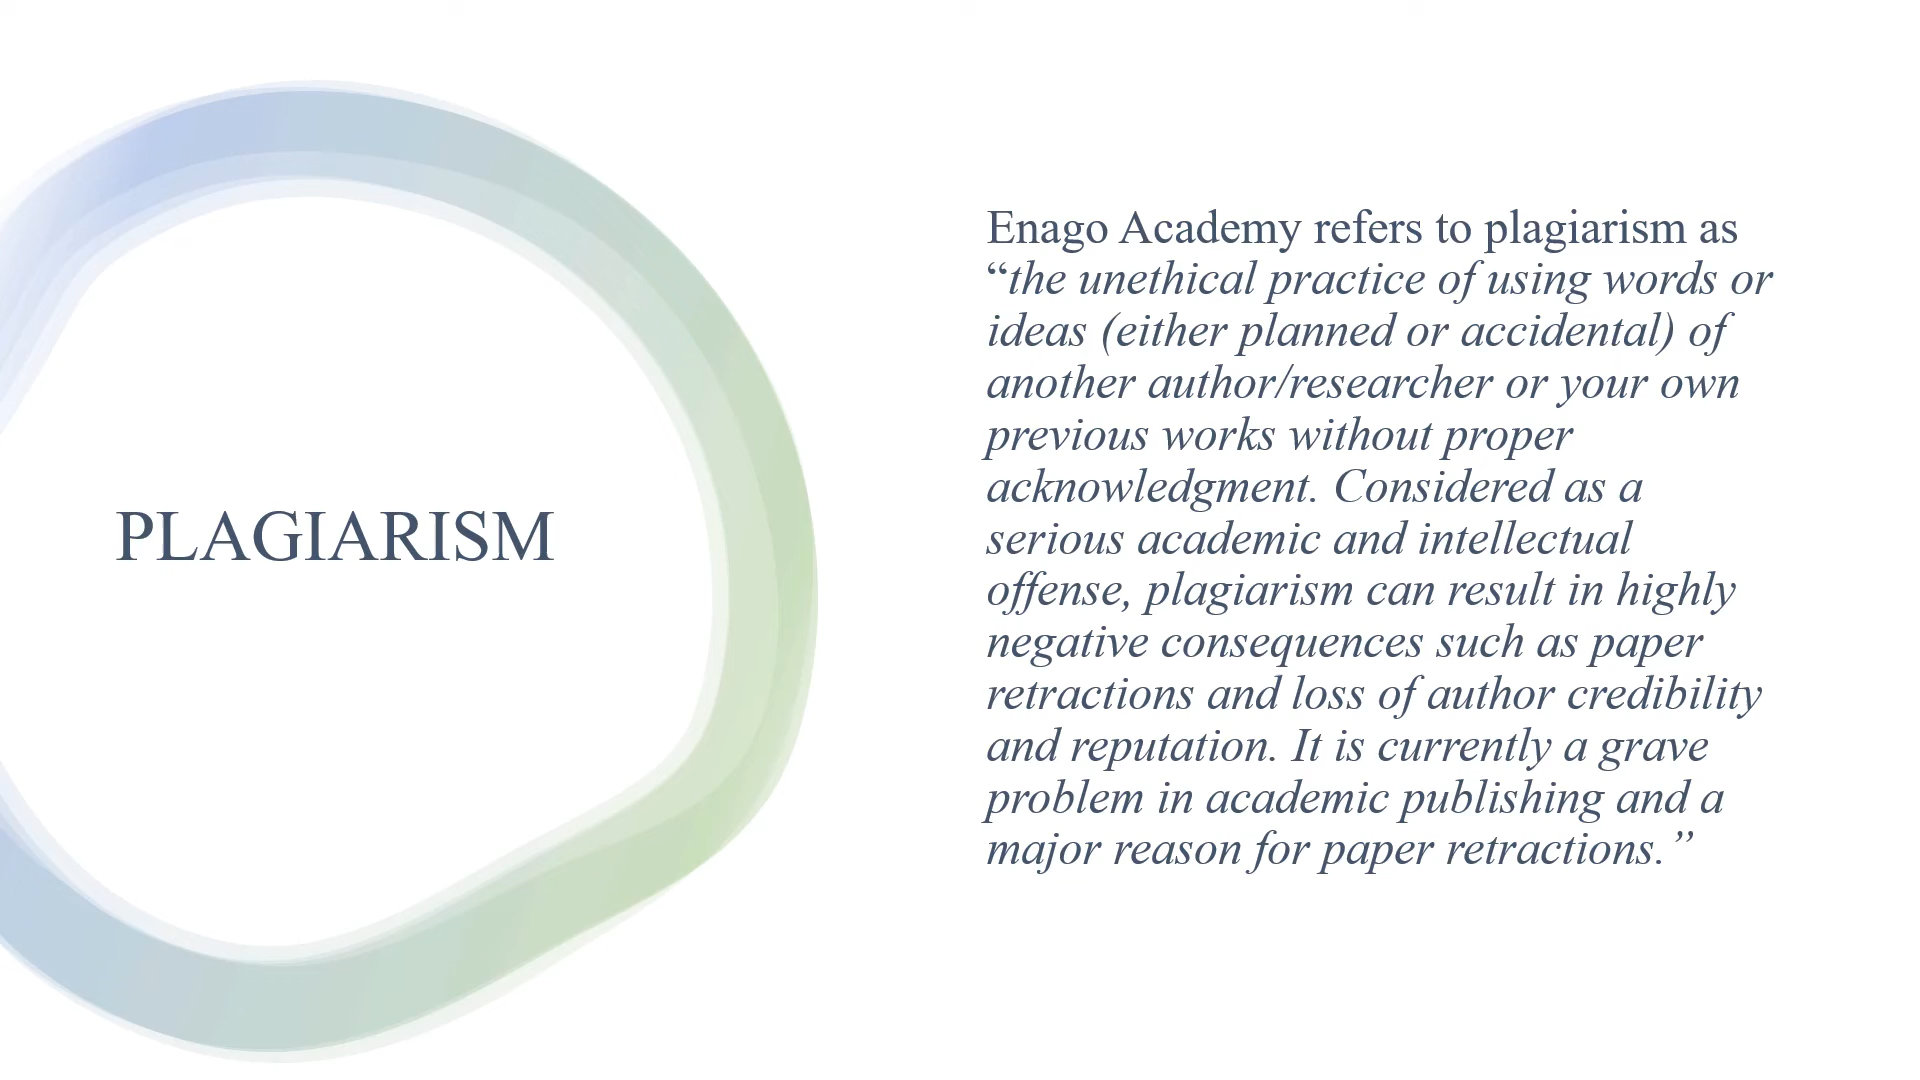 PLAGIARISM
Enago Academy refers to plagiarism as
“the unethical practice of using words or
ideas (either planned or accidental) of
another author/researcher or your own
previous works without proper
acknowledgment. Considered as a
serious academic and intellectual
offense, plagiarism can result in highly
negative consequences such as paper
retractions and loss of author credibility
and reputation. It is currently a grave
problem in academic publishing and a
major reason for paper retractions.”